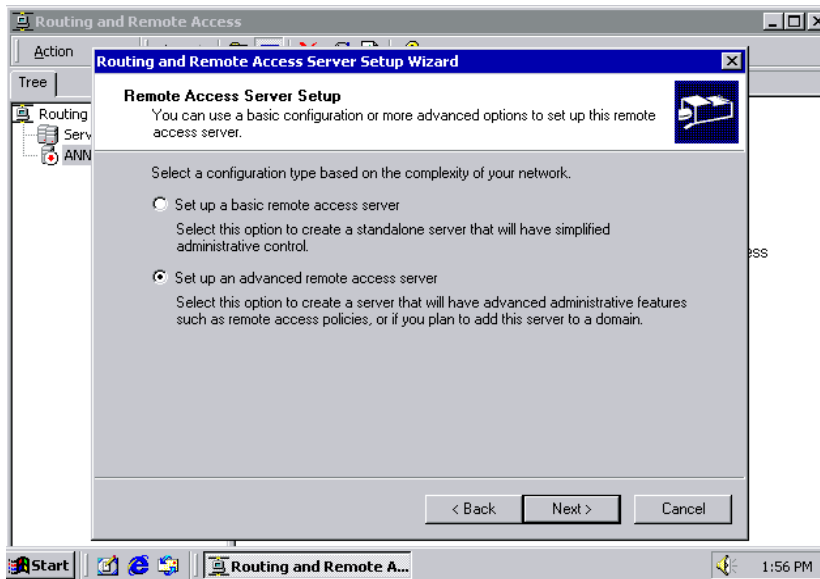 Routing and Remote Access
Action
Tree
Routing
Serv
ANN
Routing and Remote Access Server Setup Wizard
Remote Access Server Setup
You can use a basic configuration or more advanced options to set up this remote
access server.
Select a configuration type based on the complexity of your network.
Set up a basic remote access server
Select this option to create a standalone server that will have simplified
administrative control.
Set up an advanced remote access server
Select this option to create a server that will have advanced administrative features
such as remote access policies, or if you plan to add this server to a domain.
ess
< Back Next > Cancel
Start Routing and Remote A... 1:56 PM